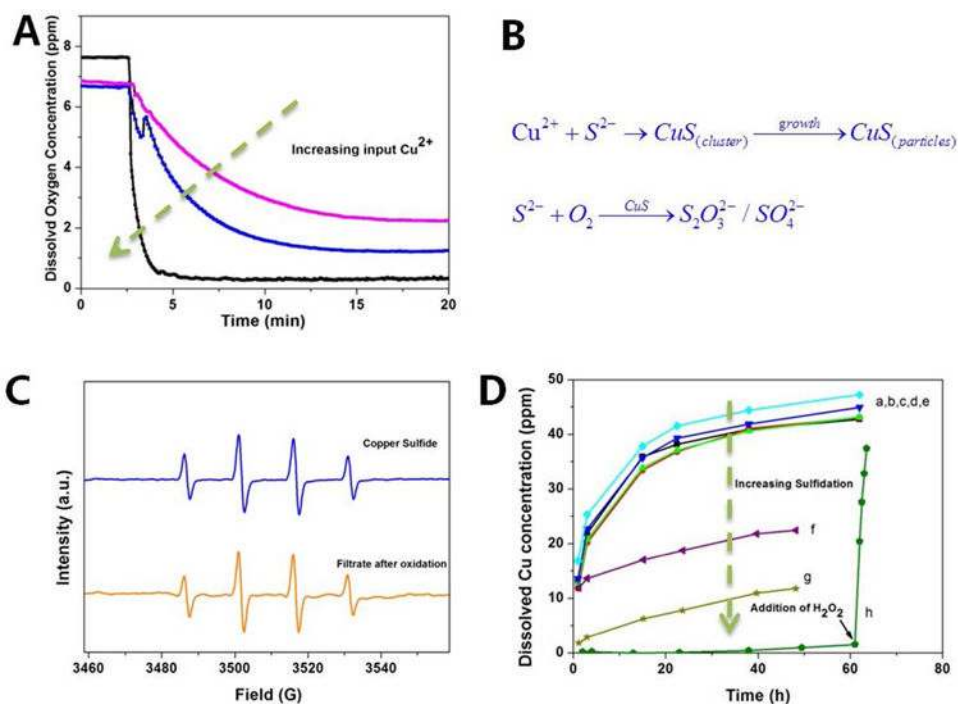 A
Dissolvd Oxygen Concentration (ppm)
8
6
4
2
0
Increasing input Cu²⁺
0 5 10 15 20
Time (min)
B
Cu²⁺ + S²⁻ → CuS(cluster) growth → CuS(particles)
S²⁻ + O₂ CuS → S₂O₃²⁻ / SO₄²⁻
C
Intensity (a.u.)
Copper Sulfide
Filtrate after oxidation
3460 3480 3500 3520 3540
Field (G)
D
Dissolved Cu concentration (ppm)
50
40
30
20
10
0
a,b,c,d,e
Increasing Sulfidation
f
g
Addition of H₂O₂
h
0 20 40 60 80
Time (h)